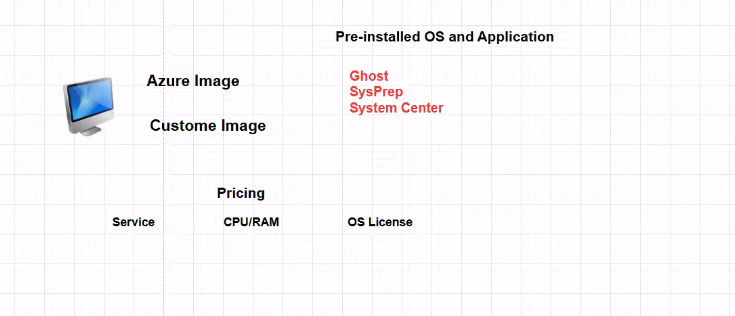 Pre-installed OS and Application
Azure Image
Ghost
SysPrep
System Center
Custome Image
Pricing
Service CPU/RAM OS License